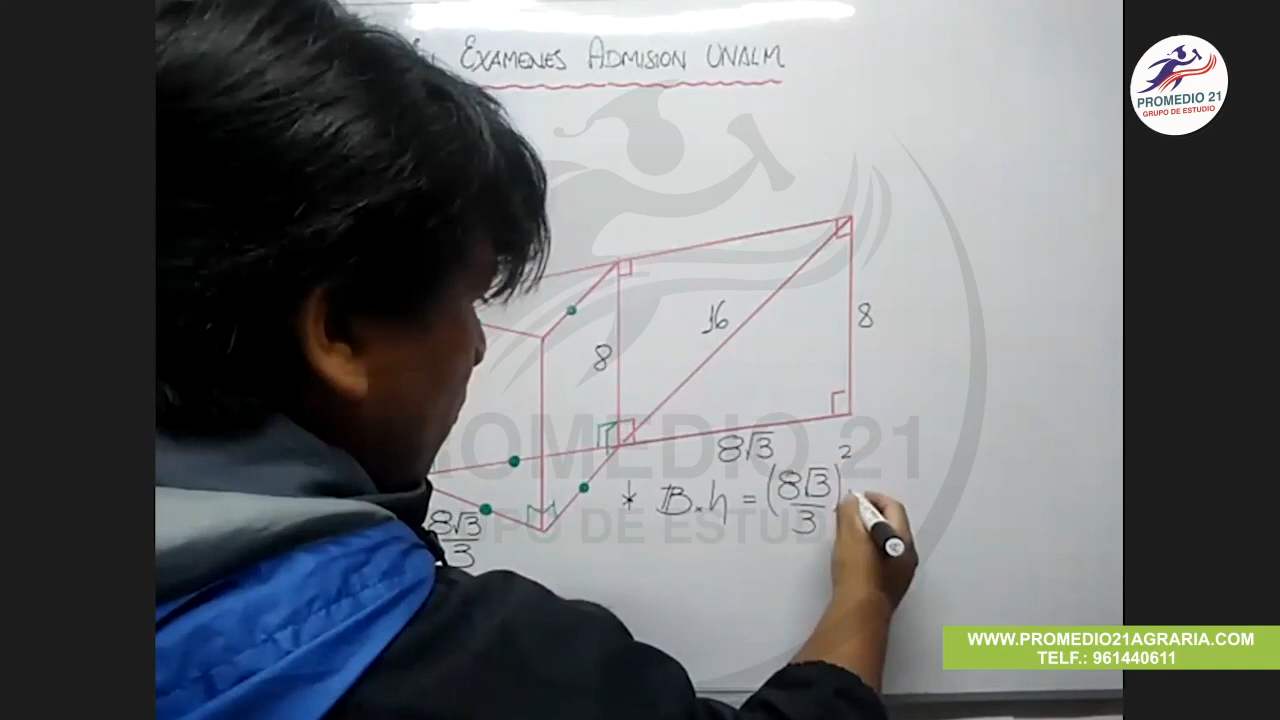 EXAMENES ADMISION UNALM
PROMEDIO 21
GRUPO DE ESTUDIO
16
8
8
8√3
* B.h = (8√3/3)²
8√3/3
PROMEDIO 21
GRUPO DE ESTUDIO
WWW.PROMEDIO21AGRARIA.COM
TELF.: 961440611